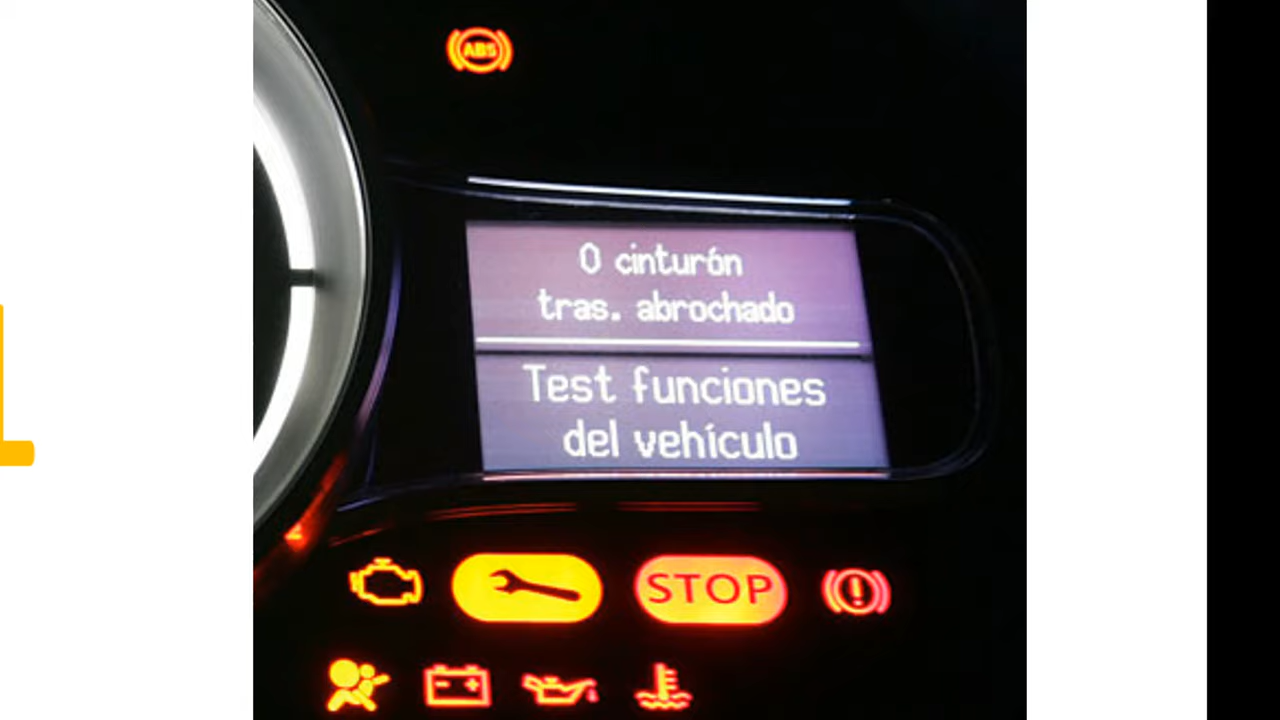 ABS
0 cinturón
tras. abrochado
Test funciones
del vehículo
STOP